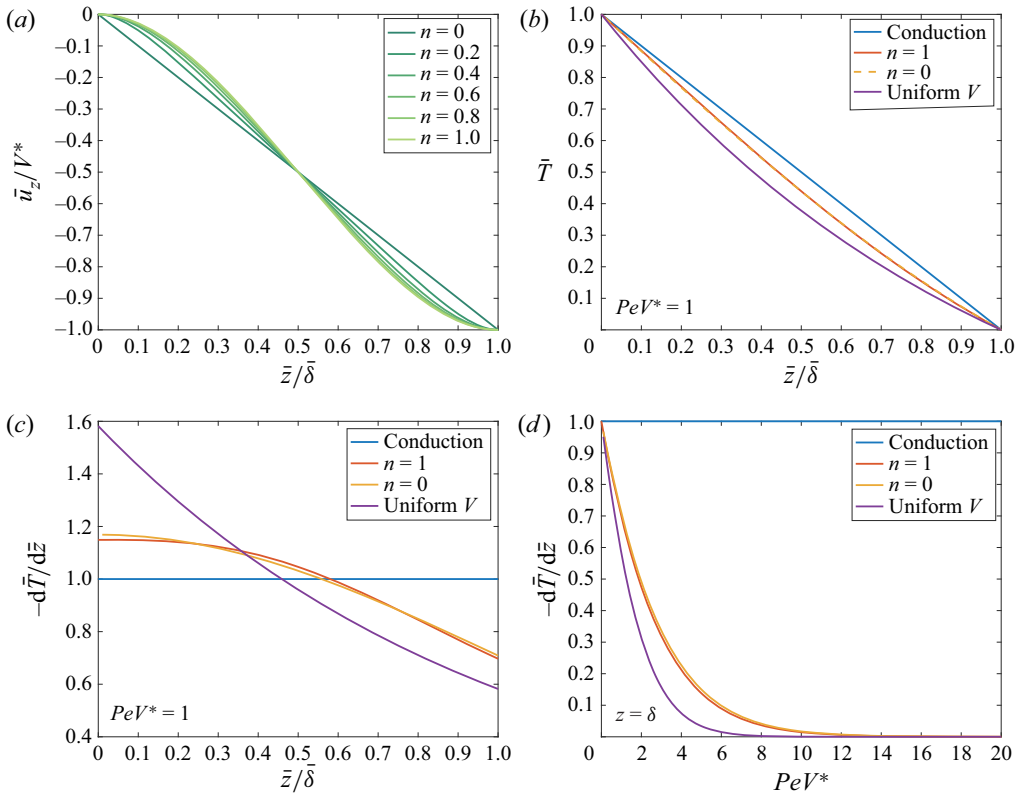 (a)
0
–0.1
–0.2
–0.3
–0.4
–0.5
–0.6
–0.7
–0.8
–0.9
–1.0
ū_z/V*
n = 0
n = 0.2
n = 0.4
n = 0.6
n = 0.8
n = 1.0
0 0.1 0.2 0.3 0.4 0.5 0.6 0.7 0.8 0.9 1.0
z̄/δ̄
(b)
1.0
0.9
0.8
0.7
0.6
0.5
0.4
0.3
0.2
0.1
T̄
Conduction
n = 1
n = 0
Uniform V
PeV* = 1
0 0.1 0.2 0.3 0.4 0.5 0.6 0.7 0.8 0.9 1.0
z̄/δ̄
(c)
1.6
1.4
1.2
1.0
0.8
0.6
0.4
–dT̄/dz̄
Conduction
n = 1
n = 0
Uniform V
PeV* = 1
0 0.1 0.2 0.3 0.4 0.5 0.6 0.7 0.8 0.9 1.0
z̄/δ̄
(d)
1.0
0.9
0.8
0.7
0.6
0.5
0.4
0.3
0.2
0.1
–dT̄/dz̄
Conduction
n = 1
n = 0
Uniform V
z = δ
0 2 4 6 8 10 12 14 16 18 20
PeV*